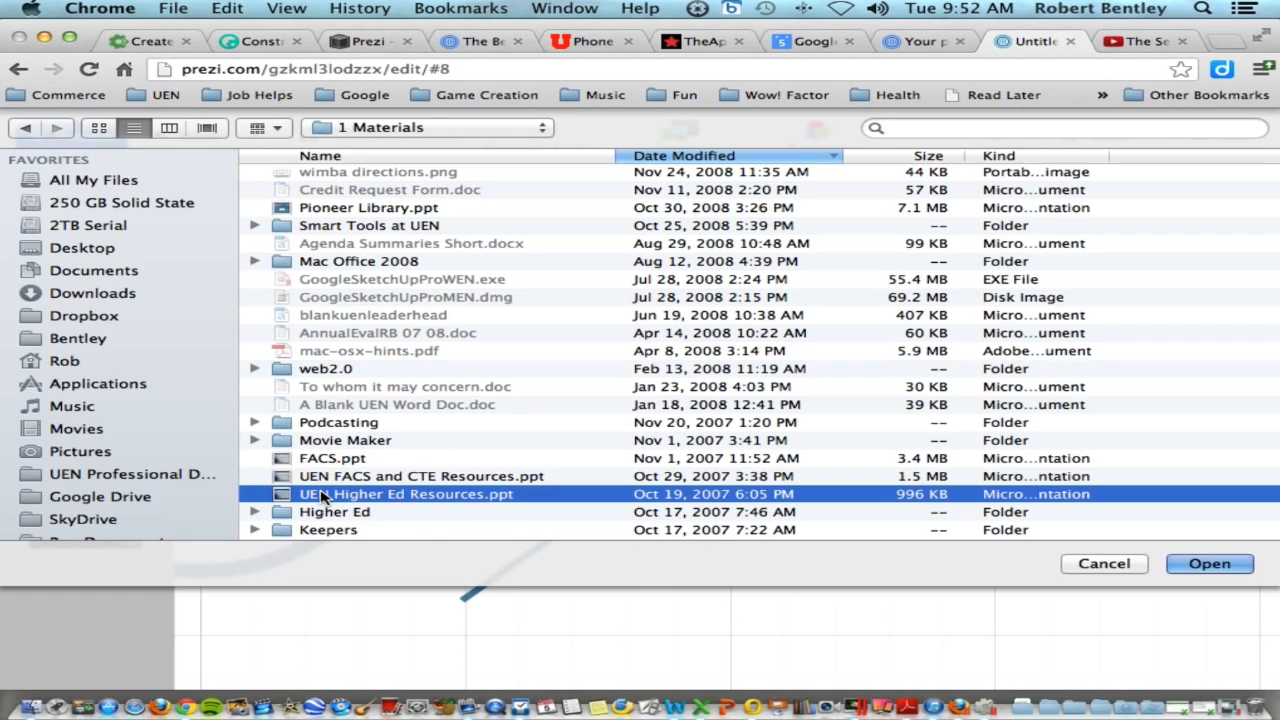 Chrome File Edit View History Bookmarks Window Help Tue 9:52 AM Robert Bentley
Create Const Prezi - The Be Phone TheAp Googl Your p Untitle The Se
prezi.com/gzkml3lodzzx/edit/#8
Commerce UEN Job Helps Google Game Creation Music Fun Wow! Factor Health Read Later » Other Bookmarks
1 Materials
FAVORITES
All My Files
250 GB Solid State
2TB Serial
Desktop
Documents
Downloads
Dropbox
Bentley
Rob
Applications
Music
Movies
Pictures
UEN Professional D...
Google Drive
SkyDrive
Name Date Modified Size Kind
wimba directions.png Nov 24, 2008 11:35 AM 44 KB Portab...image
Credit Request Form.doc Nov 11, 2008 2:20 PM 57 KB Micro...ument
Pioneer Library.ppt Oct 30, 2008 3:26 PM 7.1 MB Micro...ntation
Smart Tools at UEN Oct 25, 2008 5:39 PM -- Folder
Agenda Summaries Short.docx Aug 29, 2008 10:48 AM 99 KB Micro...ument
Mac Office 2008 Aug 12, 2008 4:39 PM -- Folder
GoogleSketchUpProWEN.exe Jul 28, 2008 2:24 PM 55.4 MB EXE File
GoogleSketchUpProMEN.dmg Jul 28, 2008 2:15 PM 69.2 MB Disk Image
blankuenleaderhead Jun 19, 2008 10:38 AM 407 KB Micro...ument
AnnualEvalRB 07 08.doc Apr 14, 2008 10:22 AM 60 KB Micro...ument
mac-osx-hints.pdf Apr 8, 2008 3:14 PM 5.9 MB Adobe...ument
web2.0 Feb 13, 2008 11:19 AM -- Folder
To whom it may concern.doc Jan 23, 2008 4:03 PM 30 KB Micro...ument
A Blank UEN Word Doc.doc Jan 18, 2008 12:41 PM 39 KB Micro...ument
Podcasting Nov 20, 2007 1:20 PM -- Folder
Movie Maker Nov 1, 2007 3:41 PM -- Folder
FACS.ppt Nov 1, 2007 11:52 AM 3.4 MB Micro...ntation
UEN FACS and CTE Resources.ppt Oct 29, 2007 3:38 PM 1.5 MB Micro...ntation
UEN Higher Ed Resources.ppt Oct 19, 2007 6:05 PM 996 KB Micro...ntation
Higher Ed Oct 17, 2007 7:46 AM -- Folder
Keepers Oct 17, 2007 7:22 AM -- Folder
Cancel Open